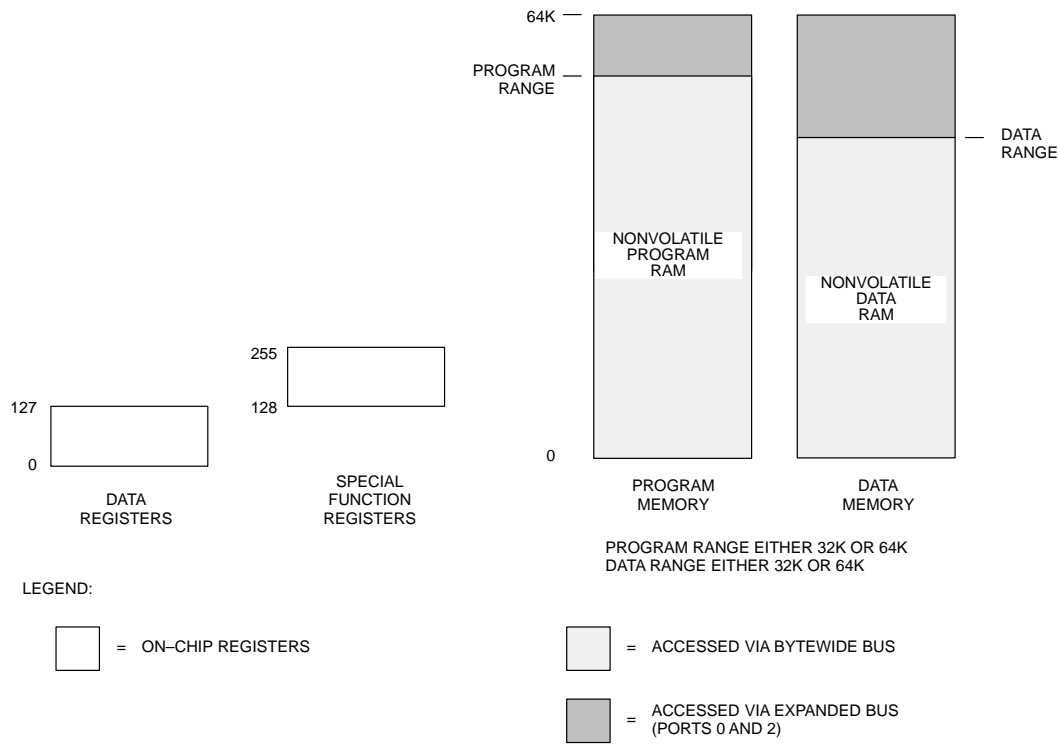 64K
PROGRAM
RANGE
DATA
RANGE
NONVOLATILE
PROGRAM
RAM
NONVOLATILE
DATA
RAM
255
128
127
0
0
DATA
REGISTERS
SPECIAL
FUNCTION
REGISTERS
PROGRAM
MEMORY
DATA
MEMORY
PROGRAM RANGE EITHER 32K OR 64K
DATA RANGE EITHER 32K OR 64K
LEGEND:
= ON–CHIP REGISTERS
= ACCESSED VIA BYTEWIDE BUS
= ACCESSED VIA EXPANDED BUS
(PORTS 0 AND 2)